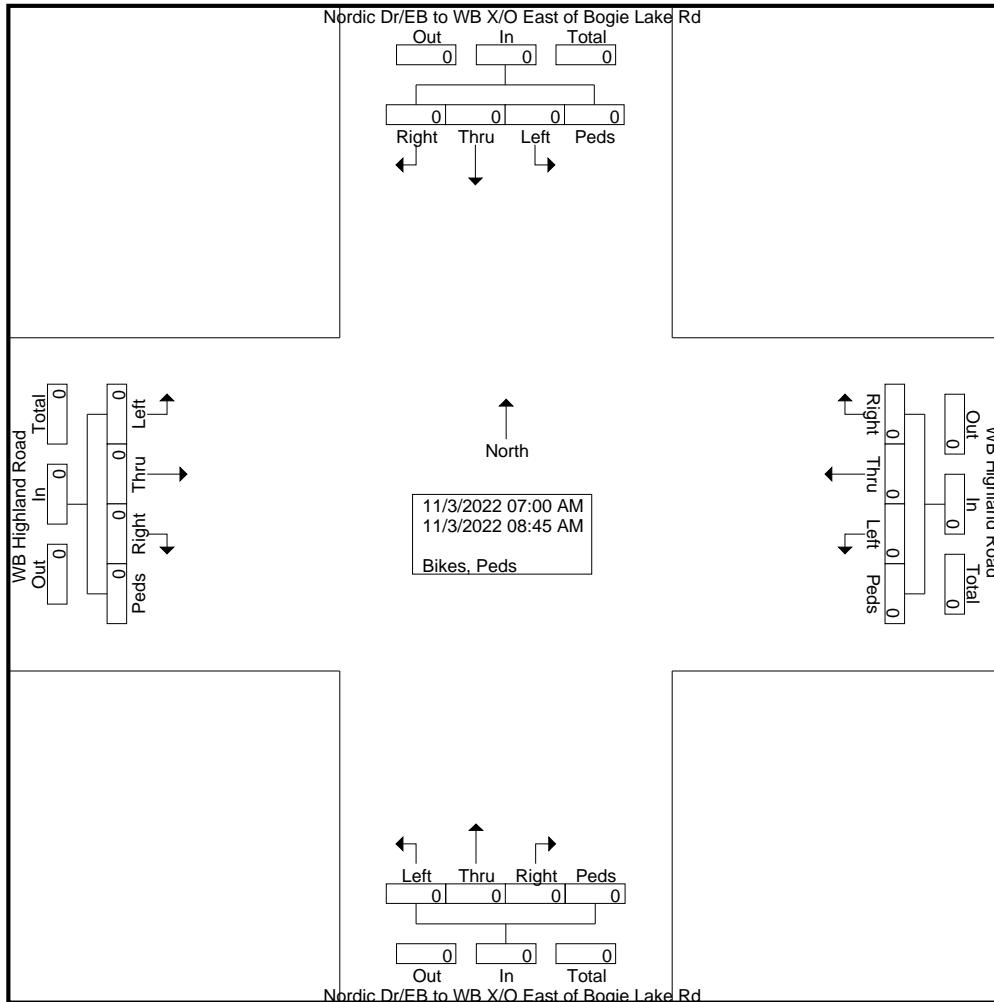 Nordic Dr/EB to WB X/O East of Bogie Lake Rd
Out In Total
0 0 0
0 0 0 0
Right Thru Left Peds
WB Highland Road
Total In Out
0 0 0
0 0 0 0
Left Thru Right Peds
North
11/3/2022 07:00 AM
11/3/2022 08:45 AM
Bikes, Peds
Right Thru Left Peds
0 0 0 0
0 0 0
Out In Total
WB Highland Road
Left Thru Right Peds
0 0 0 0
0 0 0
Out In Total
Nordic Dr/EB to WB X/O East of Bogie Lake Rd